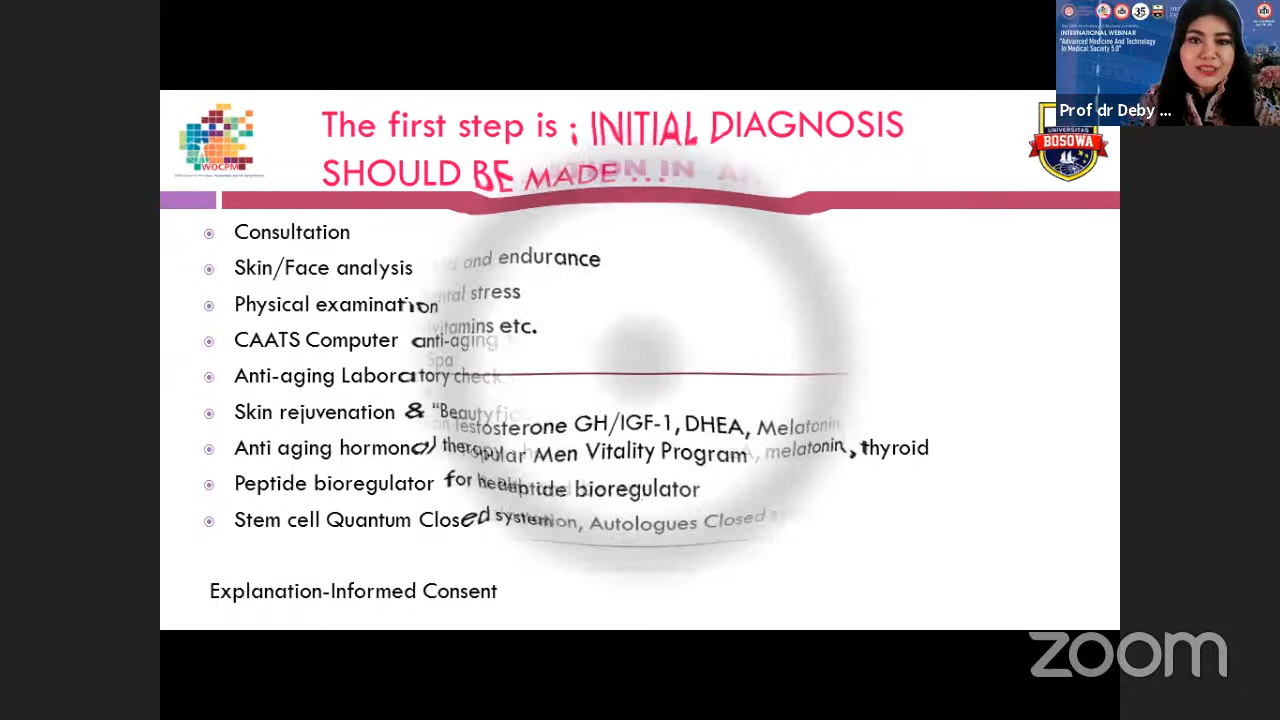 INTERNATIONAL WEBINAR
"Advanced Medicine And Technology
In Medical Society 5.0"
Prof dr Deby ...
The first step is ; INITIAL DIAGNOSIS
SHOULD BE MADE ...
WOCPM
UNIVERSITAS
BOSOWA
Consultation
Skin/Face analysis
and endurance
stress
Physical examination
vitamins etc.
CAATS Computer anti-aging
Spa
Anti-aging Laboratory check
Skin rejuvenation & "Beautyfic
Testosterone GH/IGF-1, DHEA, Melatonin
Anti aging hormonal therapy melatonin, thyroid
Popular Men Vitality Program
Peptide bioregulator for
Peptide bioregulator
Stem cell Quantum Closed system
Autologues Closed
Explanation-Informed Consent
zoom